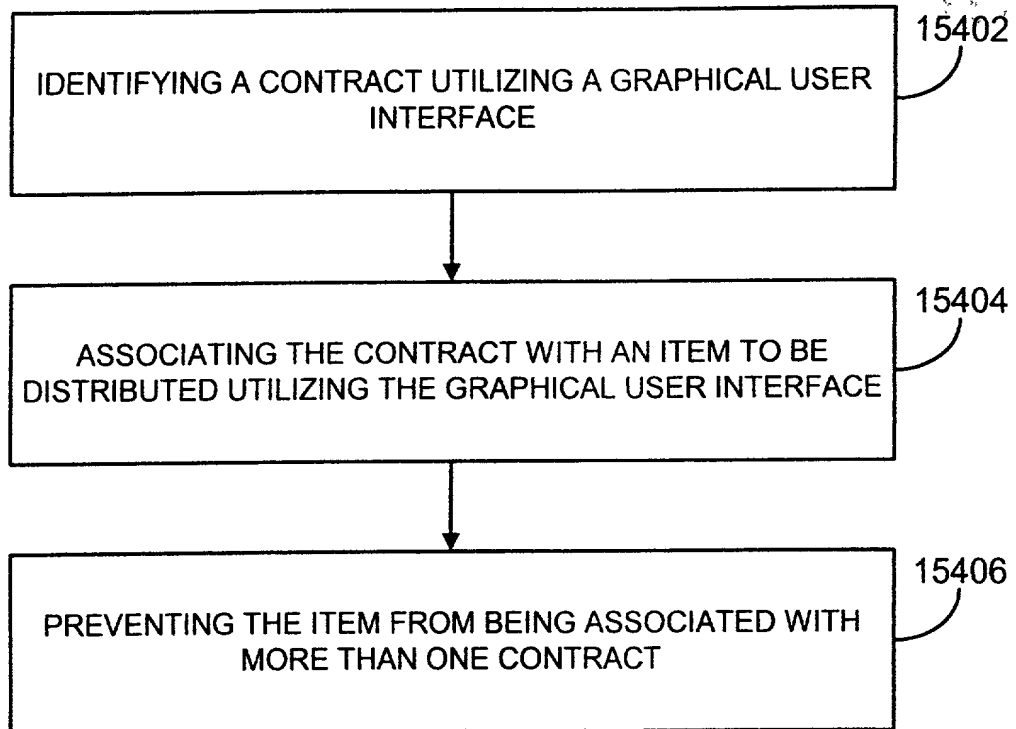 15402
IDENTIFYING A CONTRACT UTILIZING A GRAPHICAL USER
INTERFACE
15404
ASSOCIATING THE CONTRACT WITH AN ITEM TO BE
DISTRIBUTED UTILIZING THE GRAPHICAL USER INTERFACE
15406
PREVENTING THE ITEM FROM BEING ASSOCIATED WITH
MORE THAN ONE CONTRACT